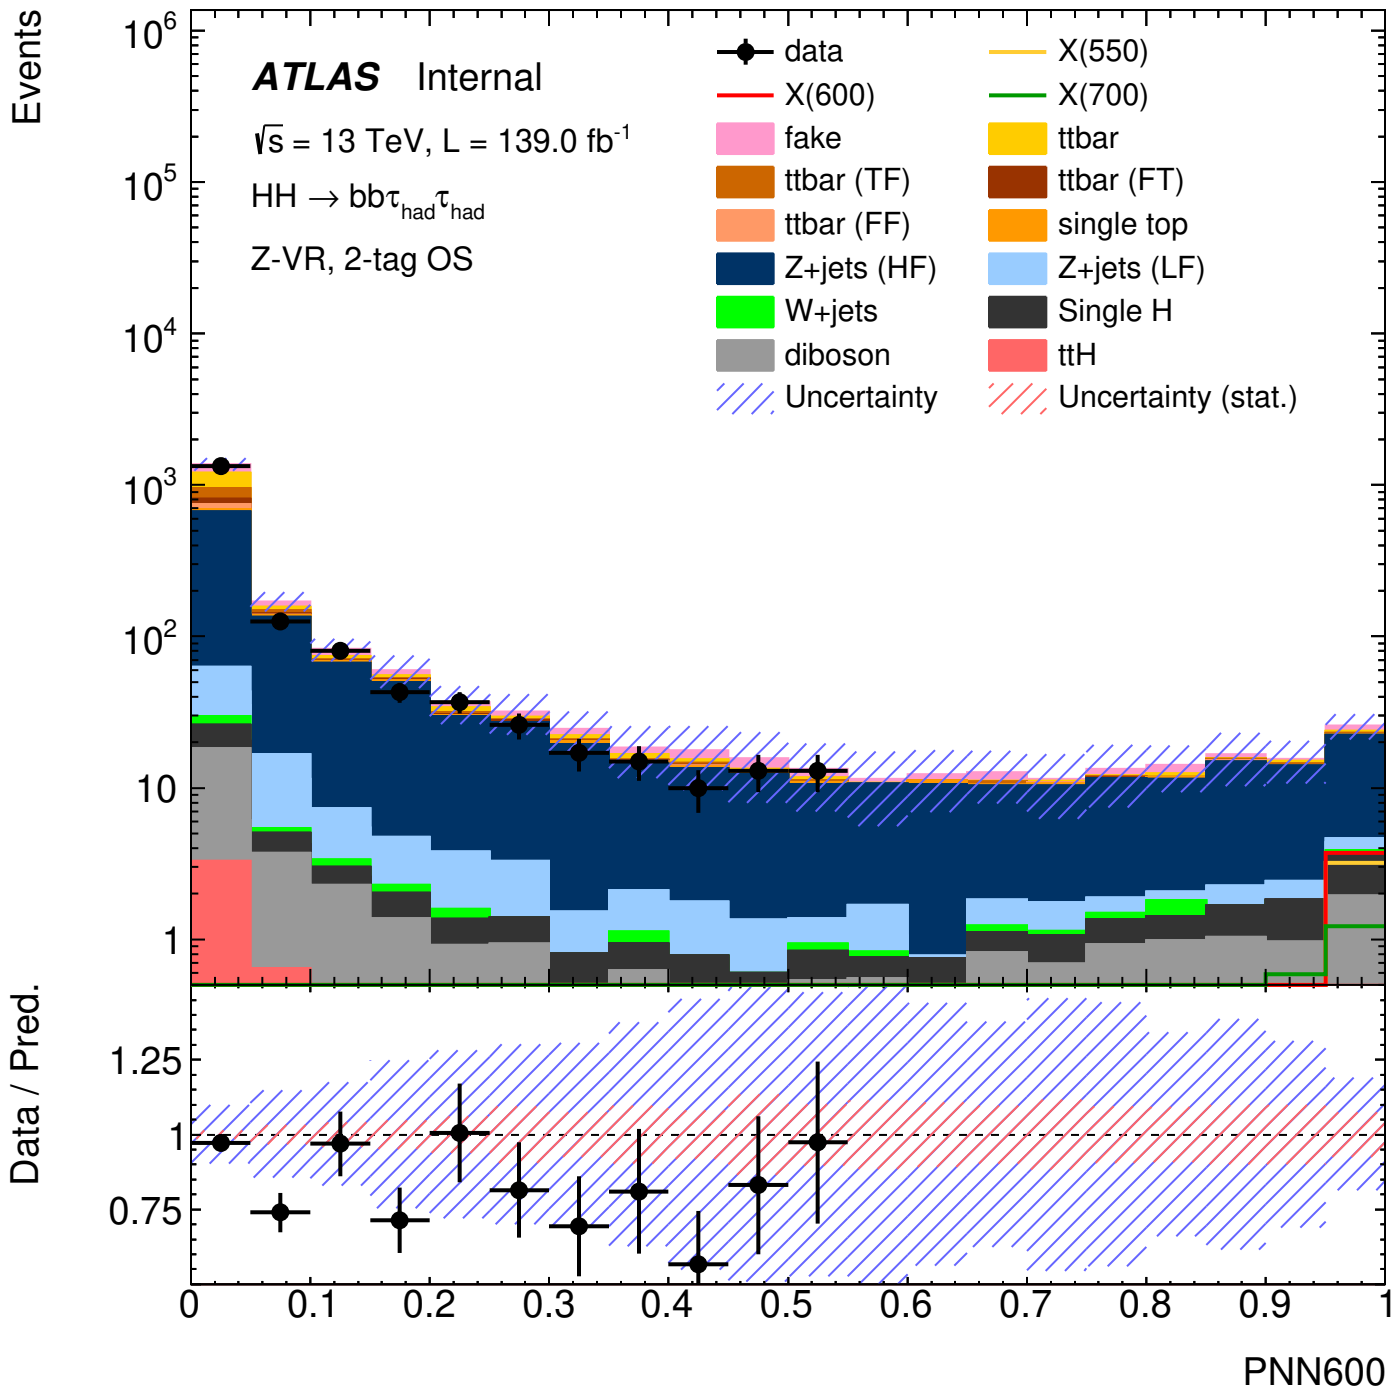 Events
10^6
10^5
10^4
10^3
10^2
10
1
ATLAS Internal
√s = 13 TeV, L = 139.0 fb^-1
HH → bbτ_had τ_had
Z-VR, 2-tag OS
data
X(550)
X(600)
X(700)
fake
ttbar
ttbar (TF)
ttbar (FT)
ttbar (FF)
single top
Z+jets (HF)
Z+jets (LF)
W+jets
Single H
diboson
ttH
Uncertainty
Uncertainty (stat.)
Data / Pred.
1.25
1
0.75
0 0.1 0.2 0.3 0.4 0.5 0.6 0.7 0.8 0.9 1
PNN600